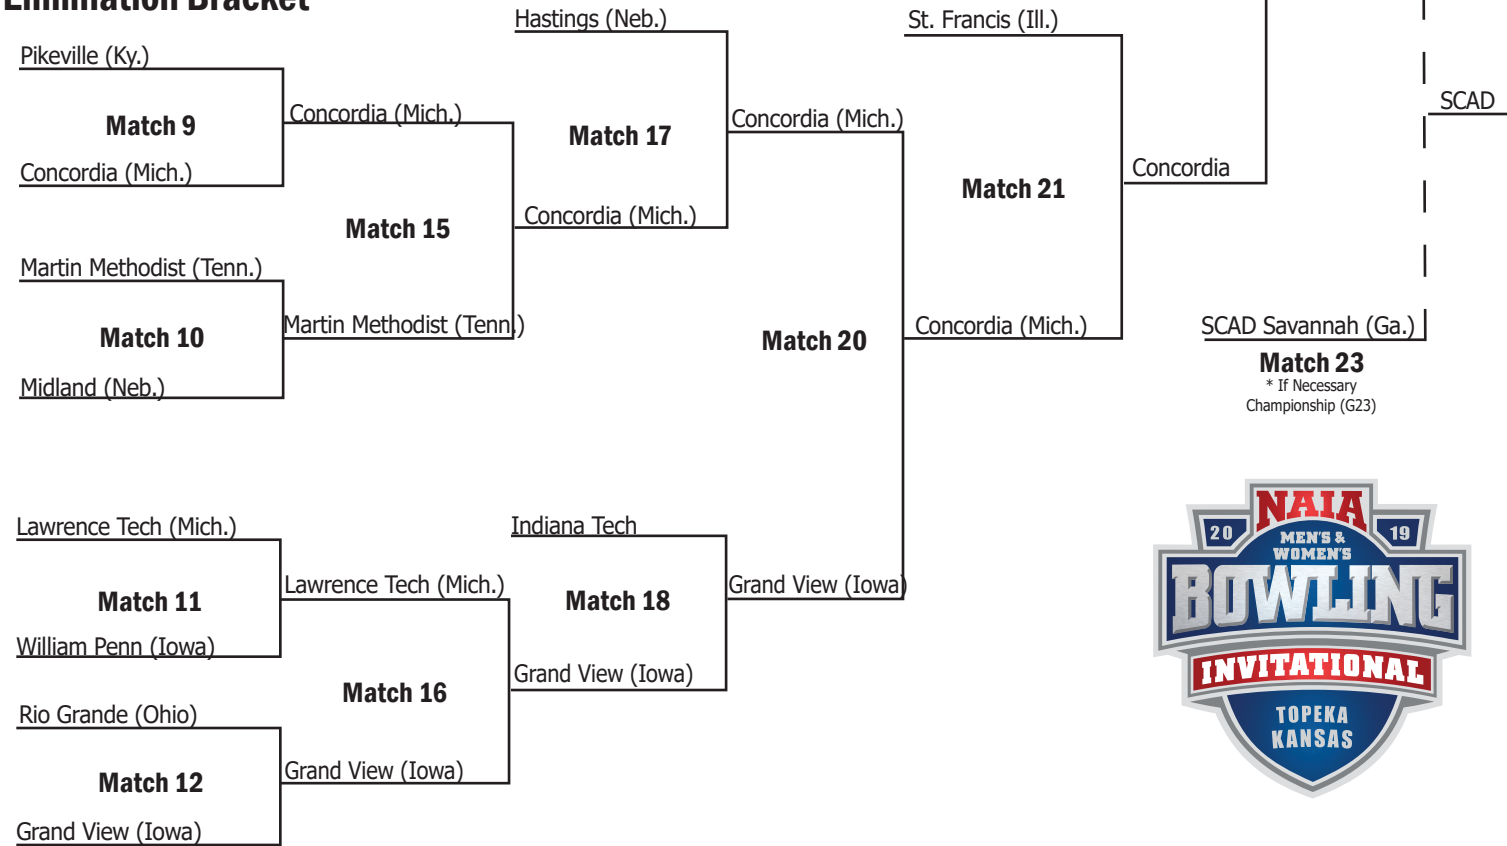 Elimination Bracket
Hastings (Neb.)
St. Francis (Ill.)
Pikeville (Ky.)
Match 9
Concordia (Mich.)
Concordia (Mich.)
Match 17
Concordia (Mich.)
SCAD
Concordia (Mich.)
Match 15
Concordia (Mich.)
Match 21
Concordia
Martin Methodist (Tenn.)
Match 10
Martin Methodist (Tenn.)
Midland (Neb.)
Match 20
Concordia (Mich.)
SCAD Savannah (Ga.)
Match 23
* If Necessary
Championship (G23)
Lawrence Tech (Mich.)
Match 11
William Penn (Iowa)
Lawrence Tech (Mich.)
Indiana Tech
Match 18
Grand View (Iowa)
Grand View (Iowa)
Match 16
Rio Grande (Ohio)
Match 12
Grand View (Iowa)
Grand View (Iowa)
NAIA
20 19
MEN'S &
WOMEN'S
BOWLING
INVITATIONAL
TOPEKA
KANSAS